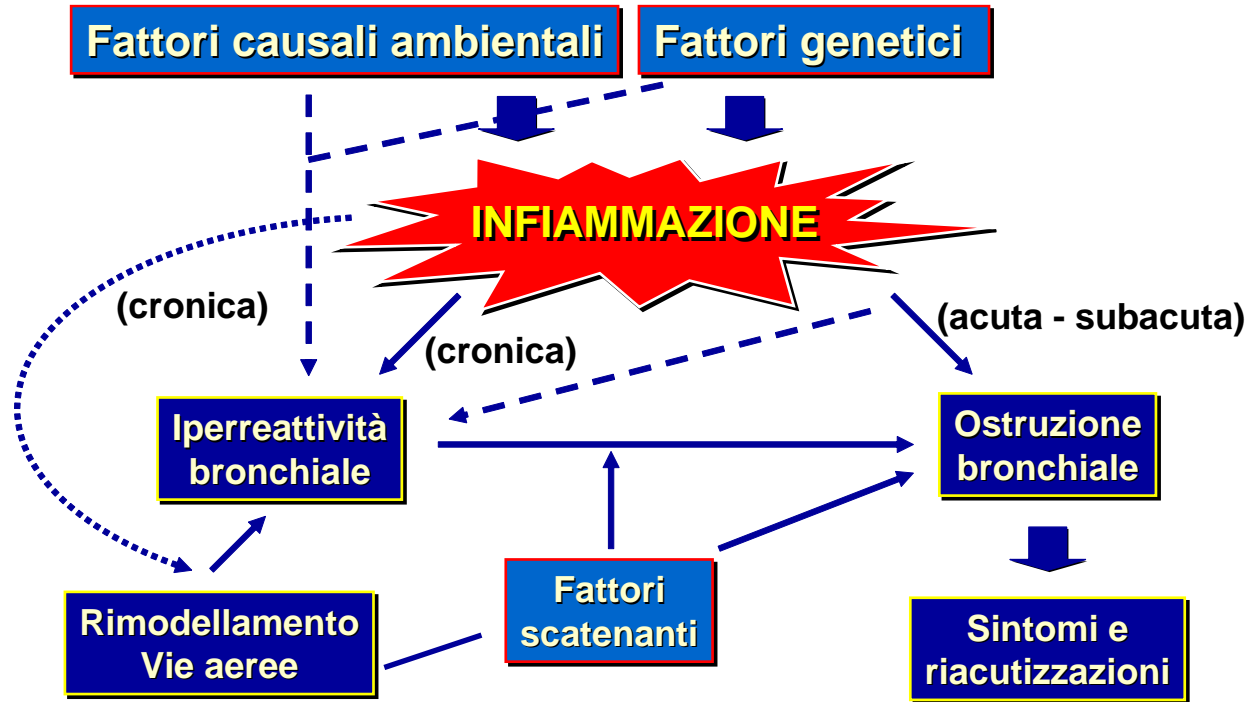 Fattori causali ambientali
Fattori genetici
INFIAMMAZIONE
(cronica)
(cronica)
(acuta - subacuta)
Iperreattività
bronchiale
Ostruzione
bronchiale
Rimodellamento
Vie aeree
Fattori
scatenanti
Sintomi e
riacutizzazioni